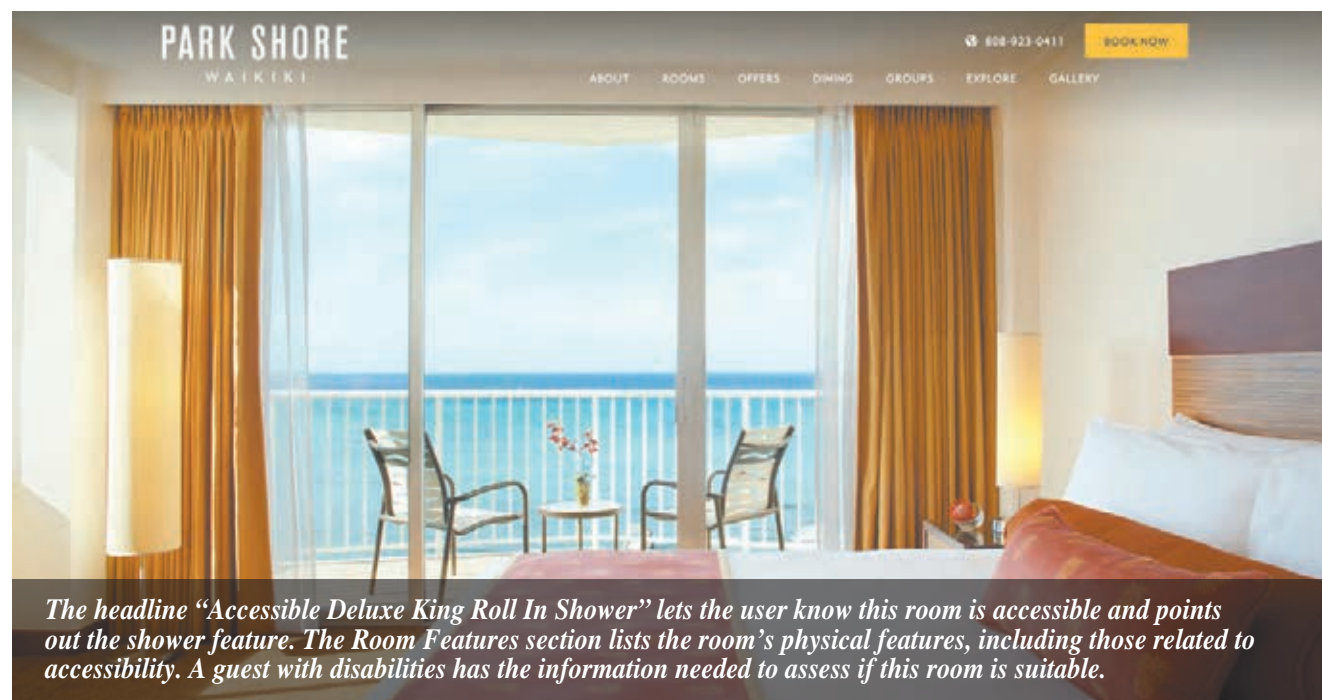 PARK SHORE
WAIKIKI
808-923-0411
BOOK NOW
ABOUT ROOMS OFFERS DINING GROUPS EXPLORE GALLERY
The headline “Accessible Deluxe King Roll In Shower” lets the user know this room is accessible and points
out the shower feature. The Room Features section lists the room’s physical features, including those related to
accessibility. A guest with disabilities has the information needed to assess if this room is suitable.